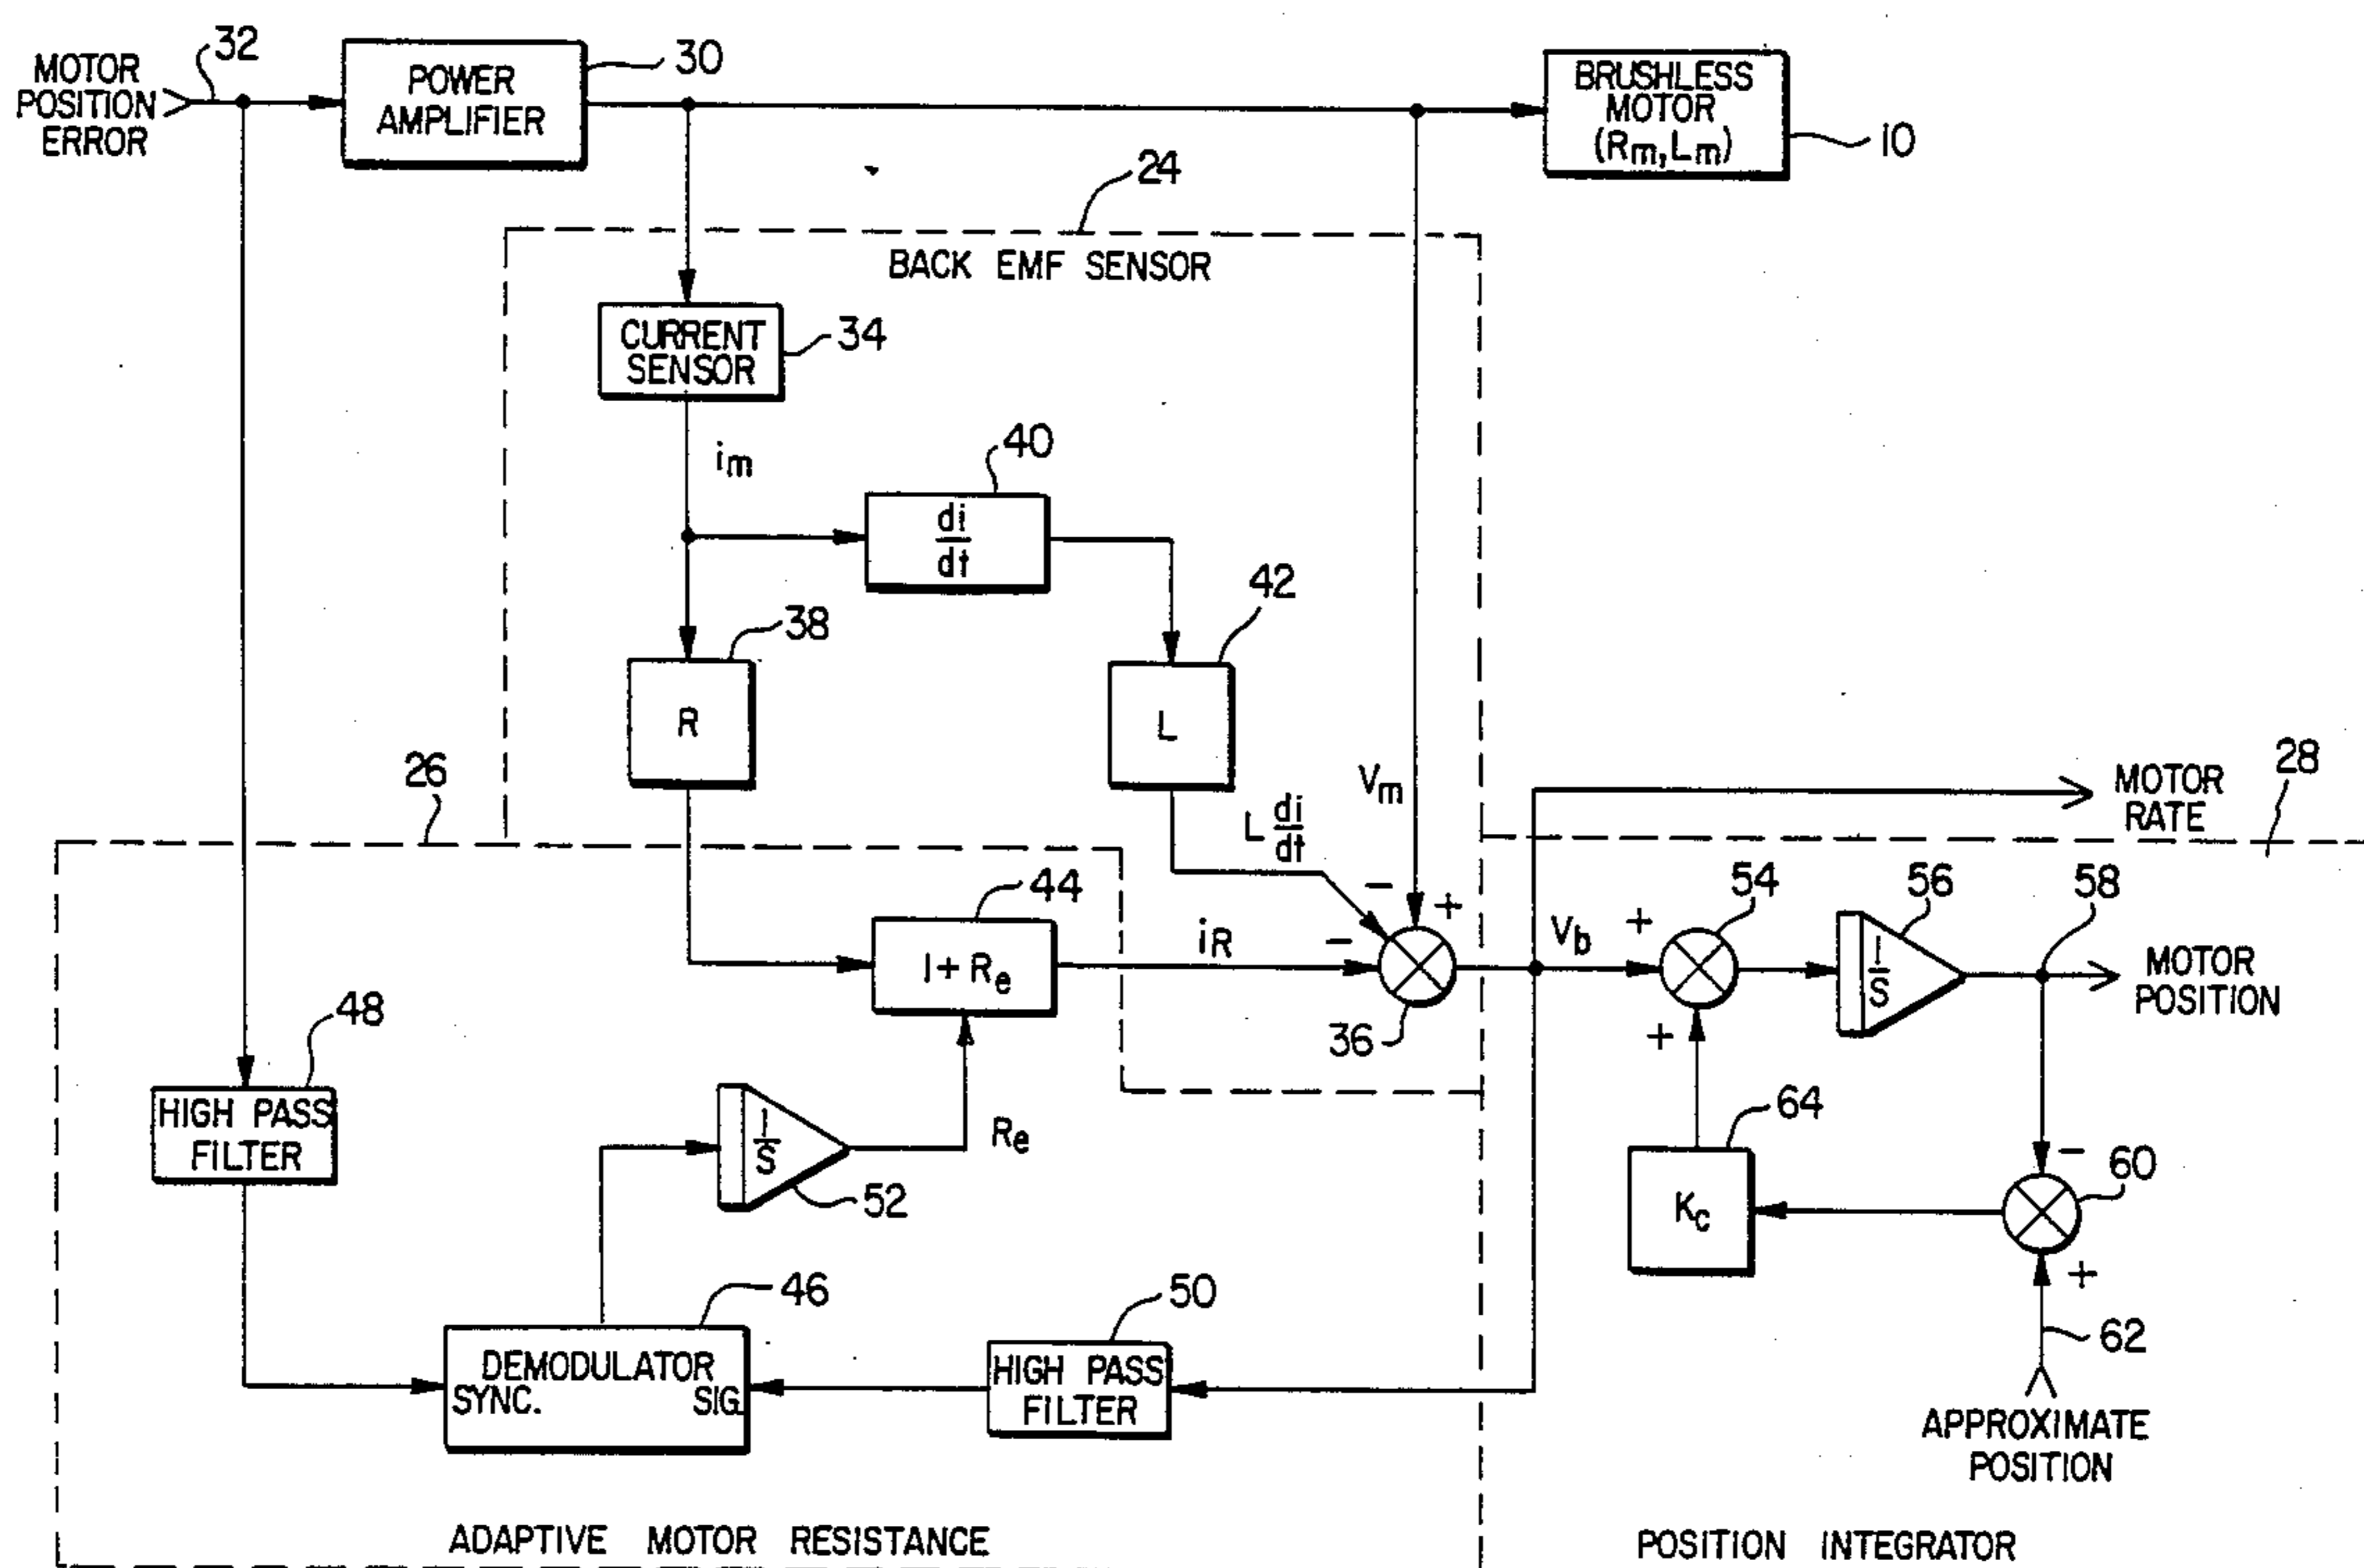 MOTOR
POSITION
ERROR
32
POWER
AMPLIFIER
30
BRUSHLESS
MOTOR
(Rm, Lm)
10
24
BACK EMF SENSOR
CURRENT
SENSOR
34
im
40
di
dt
38
R
42
L
Vm
L di
dt
26
28
MOTOR
RATE
44
1 + Re
iR
-
-
+
36
Vb
+
+
54
56
1
S
58
MOTOR
POSITION
48
HIGH PASS
FILTER
1
S
52
Re
64
Kc
-
60
+
62
APPROXIMATE
POSITION
46
DEMODULATOR
SYNC. SIG.
50
HIGH PASS
FILTER
ADAPTIVE MOTOR RESISTANCE
POSITION INTEGRATOR